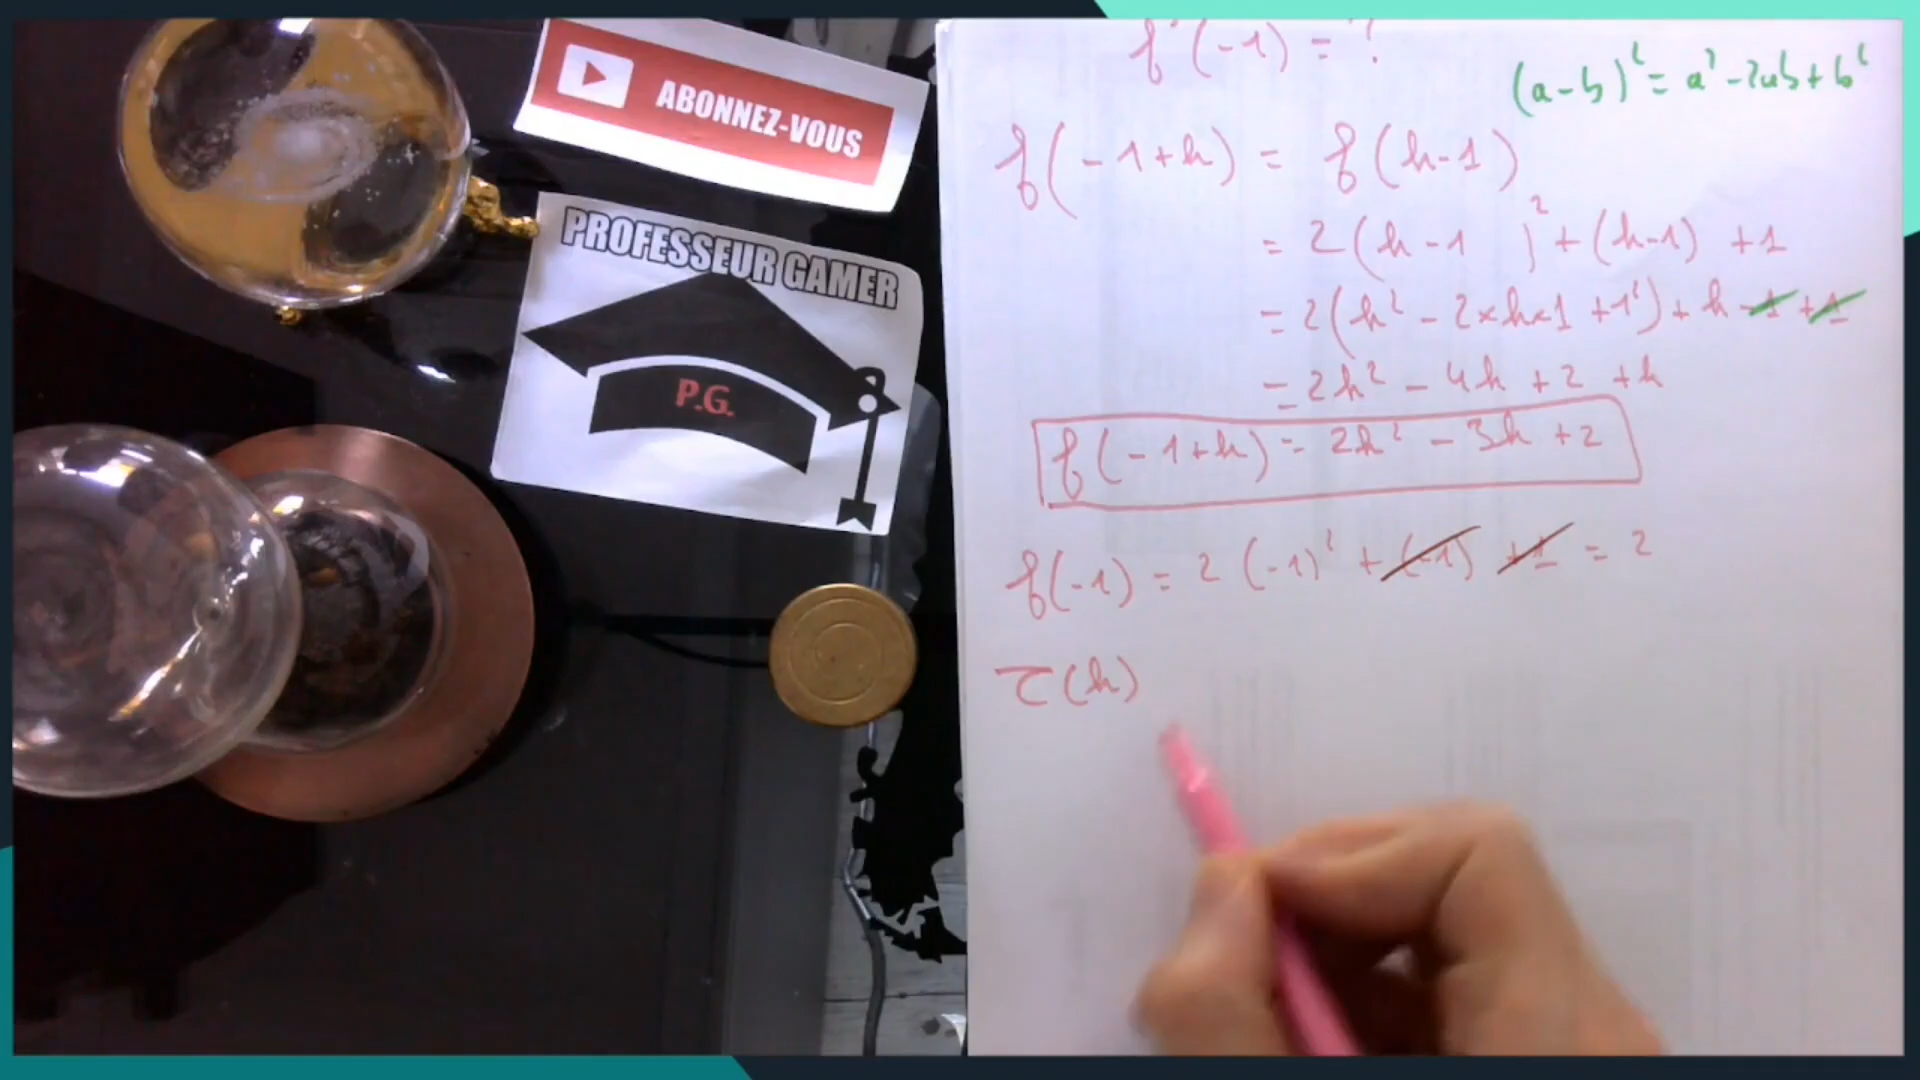 ABONNEZ-VOUS
PROFESSEUR GAMER
P.G.
f'(-1) = ?
(a-b)² = a² - 2ab + b²
f(-1+h) = f(h-1)
= 2(h-1)² + (h-1) + 1
= 2(h² - 2×h×1 + 1²) + h - 1 + 1
= 2h² - 4h + 2 + h
f(-1+h) = 2h² - 3h + 2
f(-1) = 2(-1)² + (-1) + 1 = 2
τ(h)